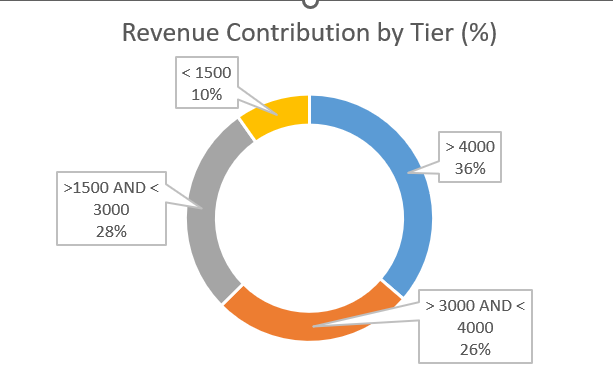 Revenue Contribution by Tier (%)
< 1500
10%
> 4000
36%
>1500 AND <
3000
28%
> 3000 AND <
4000
26%